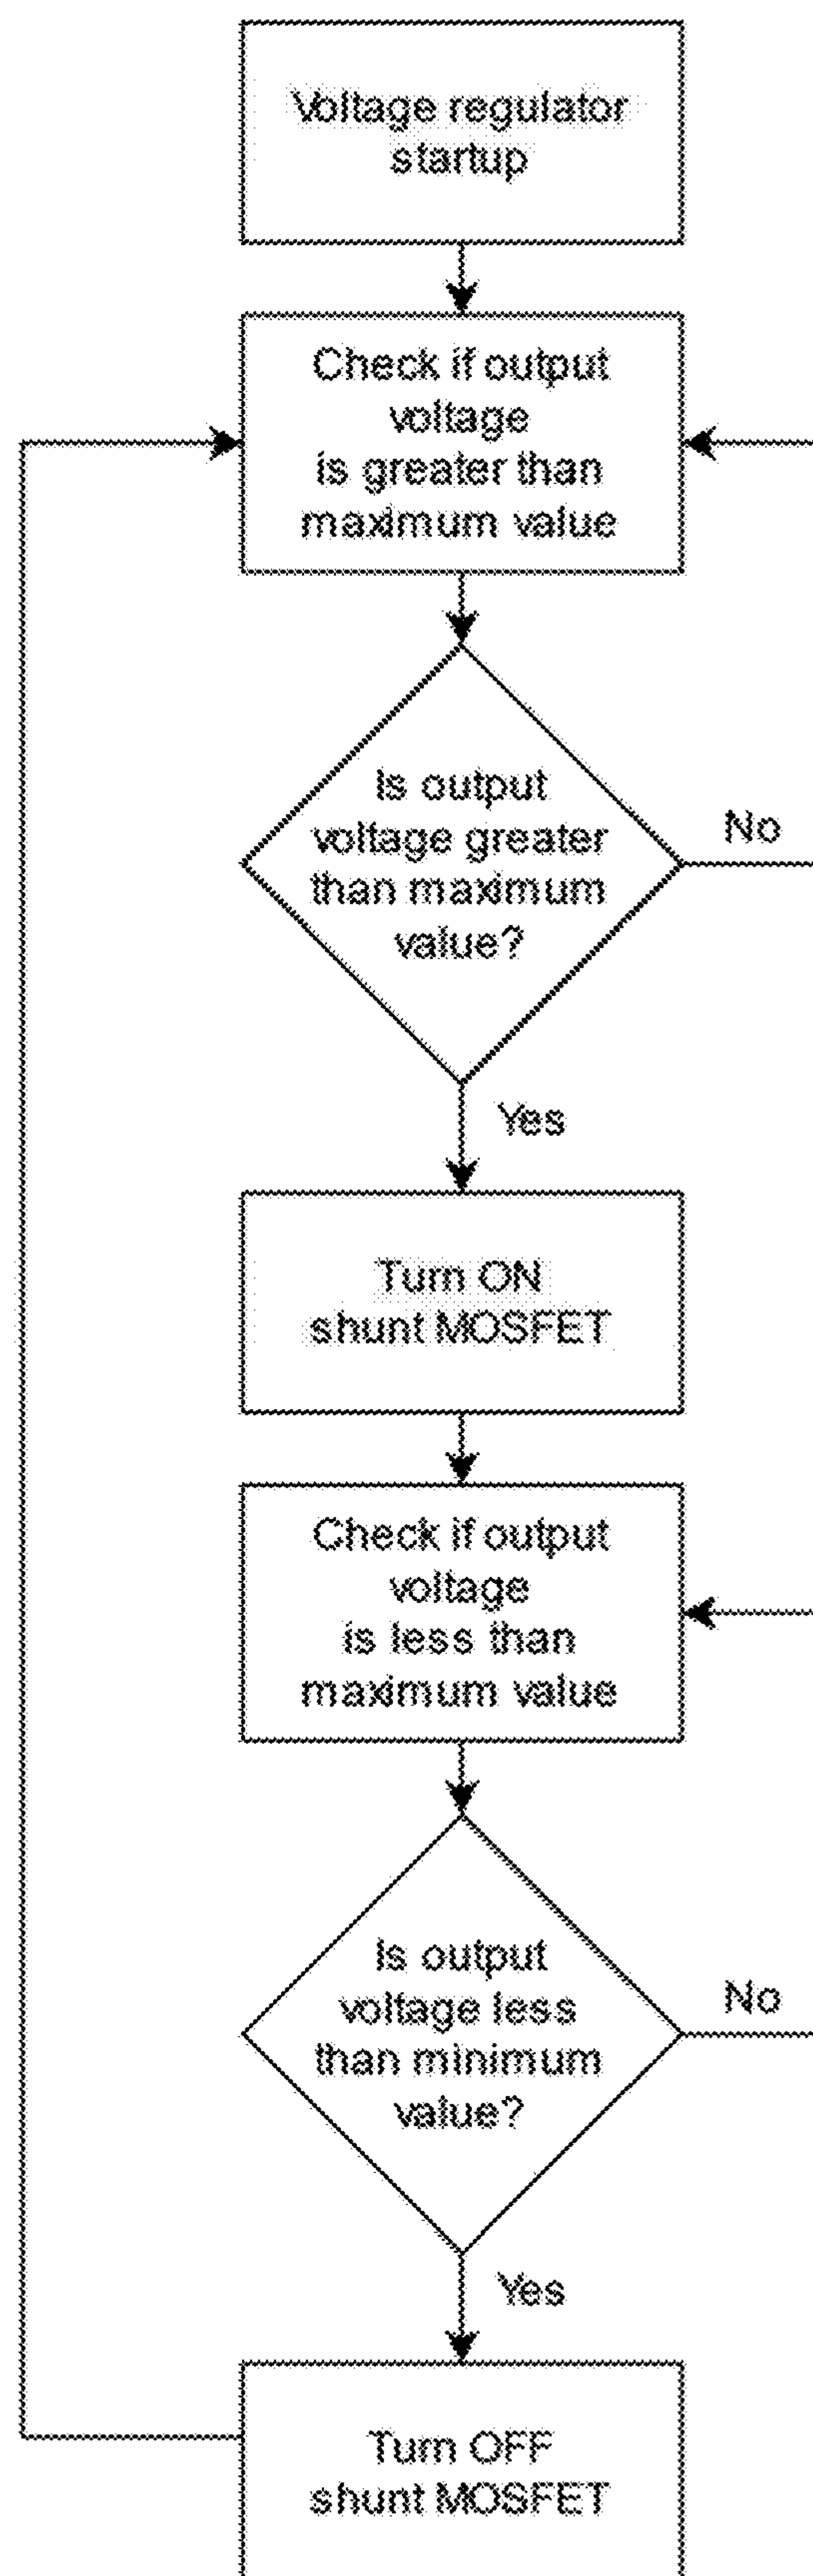 Voltage regulator
startup
Check if output
voltage
is greater than
maximum value
Is output
voltage greater
than maximum
value?
No
Yes
Turn ON
shunt MOSFET
Check if output
voltage
is less than
maximum value
Is output
voltage less
than minimum
value?
No
Yes
Turn OFF
shunt MOSFET